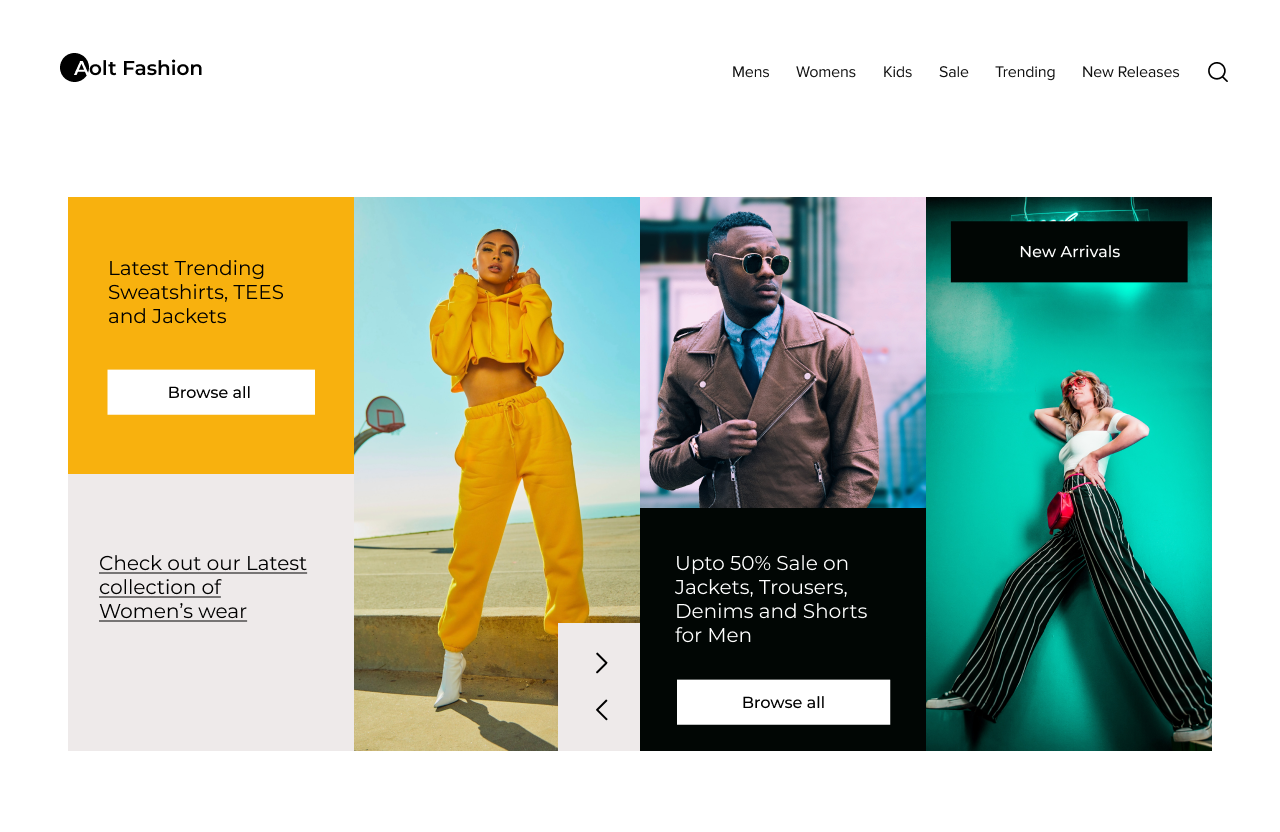 Aolt Fashion
Mens Womens Kids Sale Trending New Releases
Latest Trending
Sweatshirts, TEES
and Jackets
Browse all
Check out our Latest
collection of
Women’s wear
Upto 50% Sale on
Jackets, Trousers,
Denims and Shorts
for Men
Browse all
New Arrivals